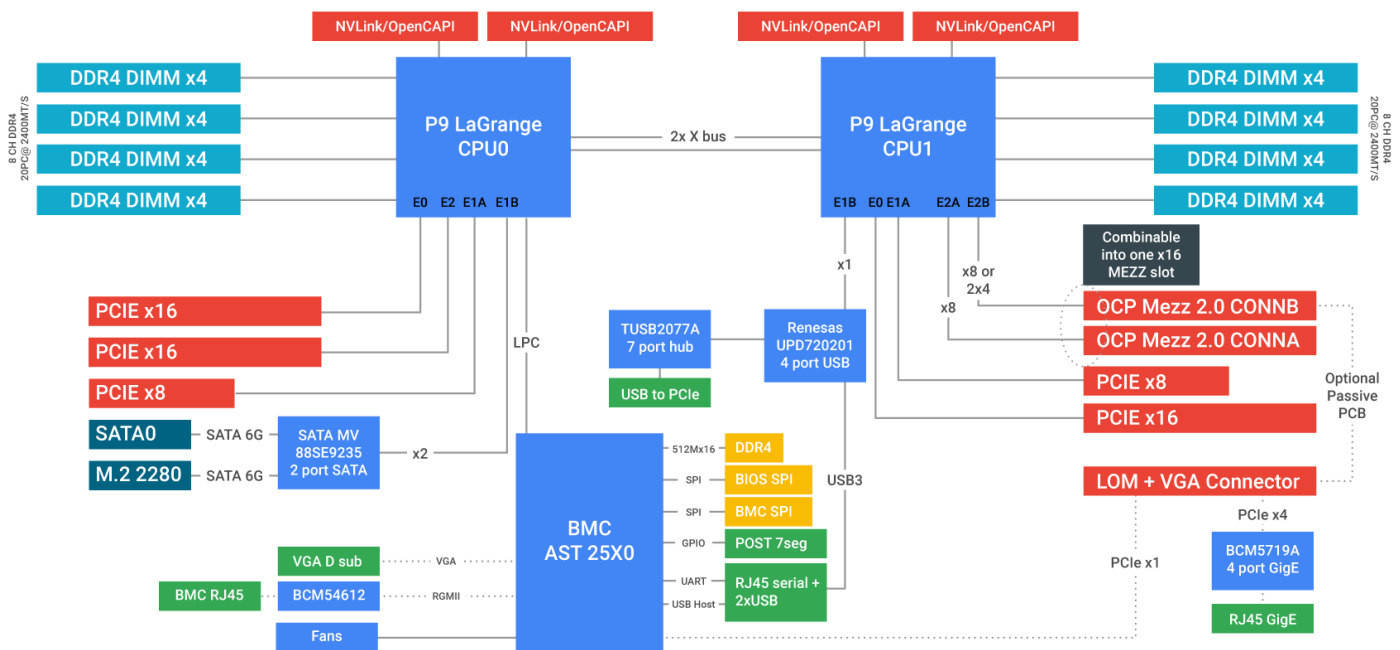 NVLink/OpenCAPI
NVLink/OpenCAPI
NVLink/OpenCAPI
NVLink/OpenCAPI
8 CH DDR4
20PC@ 2400MT/S
DDR4 DIMM x4
DDR4 DIMM x4
DDR4 DIMM x4
DDR4 DIMM x4
P9 LaGrange
CPU0
E0 E2 E1A E1B
2x X bus
P9 LaGrange
CPU1
E1B E0 E1A E2A E2B
DDR4 DIMM x4
DDR4 DIMM x4
DDR4 DIMM x4
DDR4 DIMM x4
8 CH DDR4
20PC@ 2400MT/S
Combinable
into one x16
MEZZ slot
x1
x8 or
2x4
x8
PCIE x16
PCIE x16
PCIE x8
LPC
TUSB2077A
7 port hub
USB to PCIe
Renesas
UPD720201
4 port USB
OCP Mezz 2.0 CONNB
OCP Mezz 2.0 CONNA
PCIE x8
PCIE x16
Optional
Passive
PCB
SATA0
SATA 6G
M.2 2280
SATA 6G
SATA MV
88SE9235
2 port SATA
x2
BMC
AST 25X0
512Mx16
DDR4
SPI
BIOS SPI
SPI
BMC SPI
GPIO
POST 7seg
UART
USB Host
RJ45 serial +
2xUSB
USB3
LOM + VGA Connector
PCIe x4
PCIe x1
BCM5719A
4 port GigE
RJ45 GigE
VGA D sub
VGA
BMC RJ45
BCM54612
RGMII
Fans